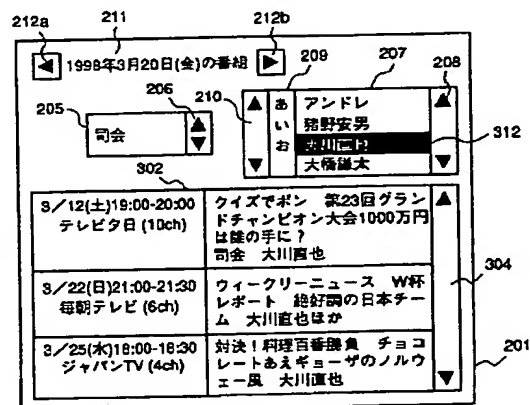 211
212a
212b
1998年3月20日(金)の番組
209
207
208
205
206
210
司会
あ
い
お
アンドレ
猪野安男
大川直也
大橋鎌太
312
302
3/12(土)19:00-20:00
テレビタ日 (10ch)
クイズでポン 第23回グラン
ドチャンピオン大会1000万円
は誰の手に?
司会 大川直也
304
3/22(日)21:00-21:30
毎朝テレビ (6ch)
ウィークリーニュース W杯
レポート 絶好調の日本チー
ム 大川直也ほか
3/25(水)18:00-18:30
ジャパンTV (4ch)
対決!料理百番勝負 チョコ
レートあえギョーザのノルウ
ェー風 大川直也
201